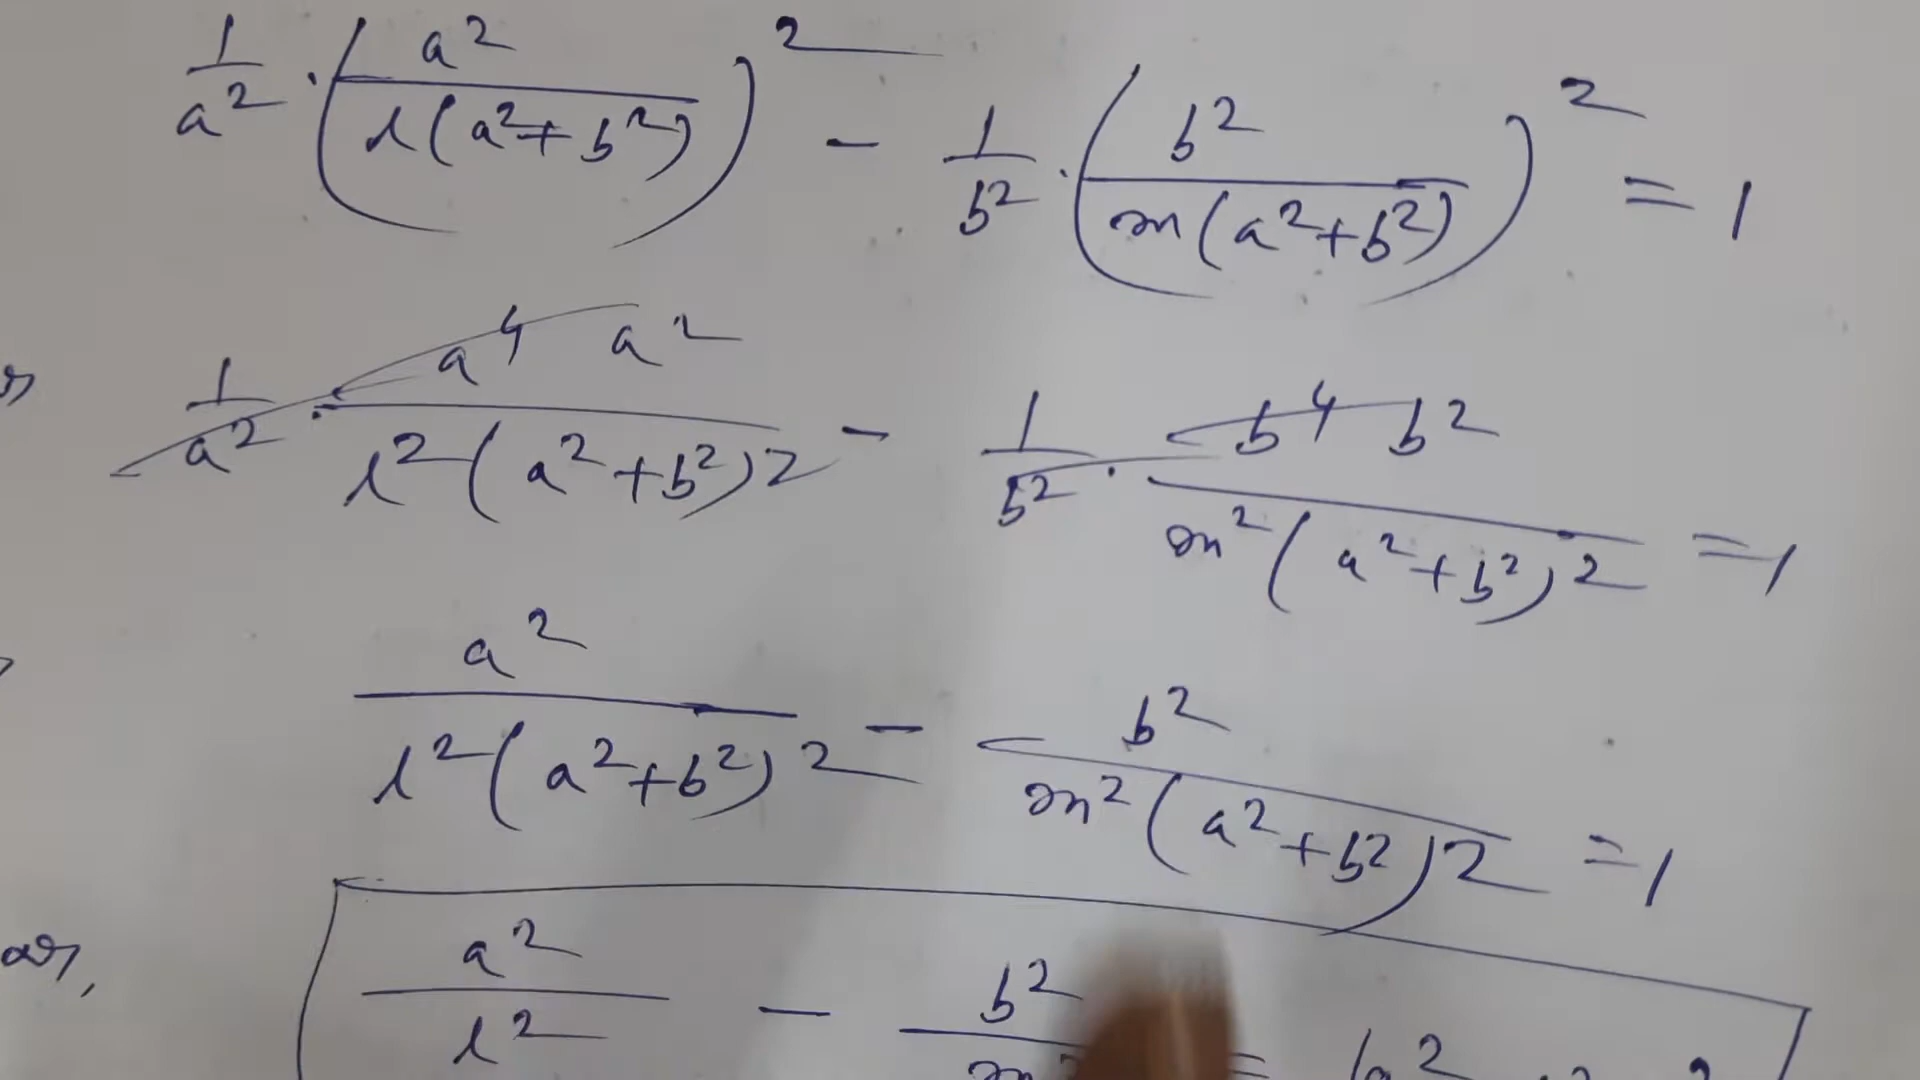 1/a² · (a²/l(a²+b²))² - 1/b² · (b²/m(a²+b²))² = 1
1/a² · a⁴ a²/l²(a²+b²)² - 1/b² · b⁴ b²/m²(a²+b²)² = 1
a²/l²(a²+b²)² - b²/m²(a²+b²)² = 1
or, a²/l² - b²/m² =